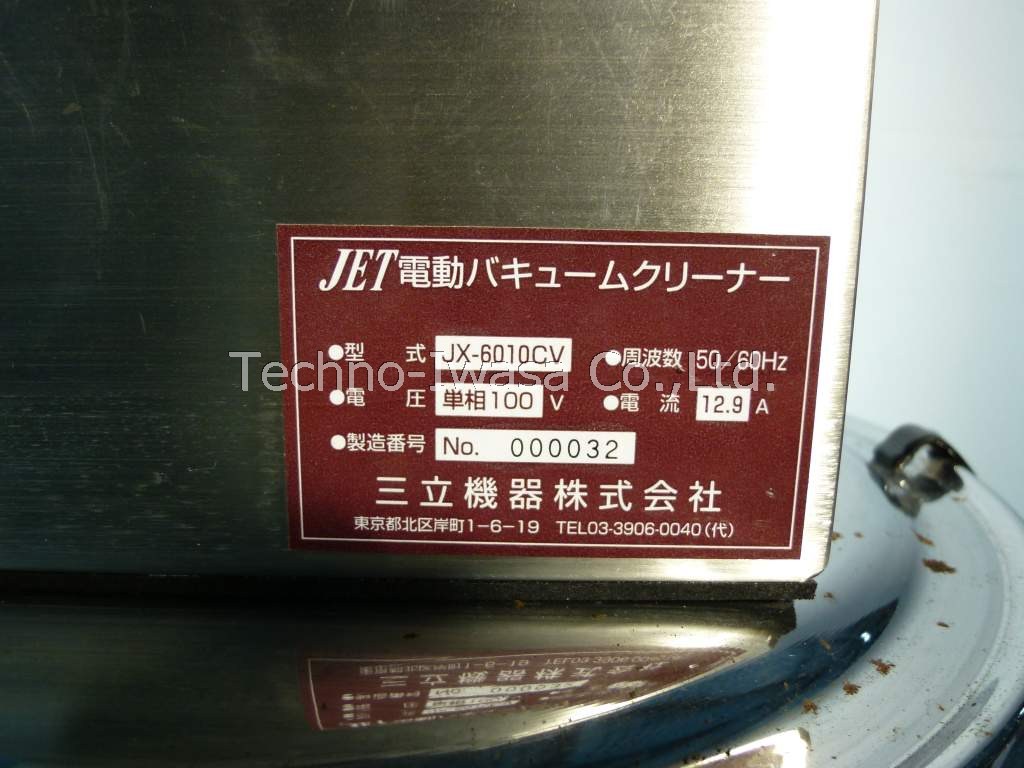 JET電動バキュームクリーナー
●型 式 JX-6010CV ●周波数 50/60Hz
Techno-Iwasa Co.,Ltd.
●電 圧 単相100 V ●電 流 12.9 A
●製造番号 No. 000032
三立機器株式会社
東京都北区岸町1-6-19 TEL03-3906-0040(代)